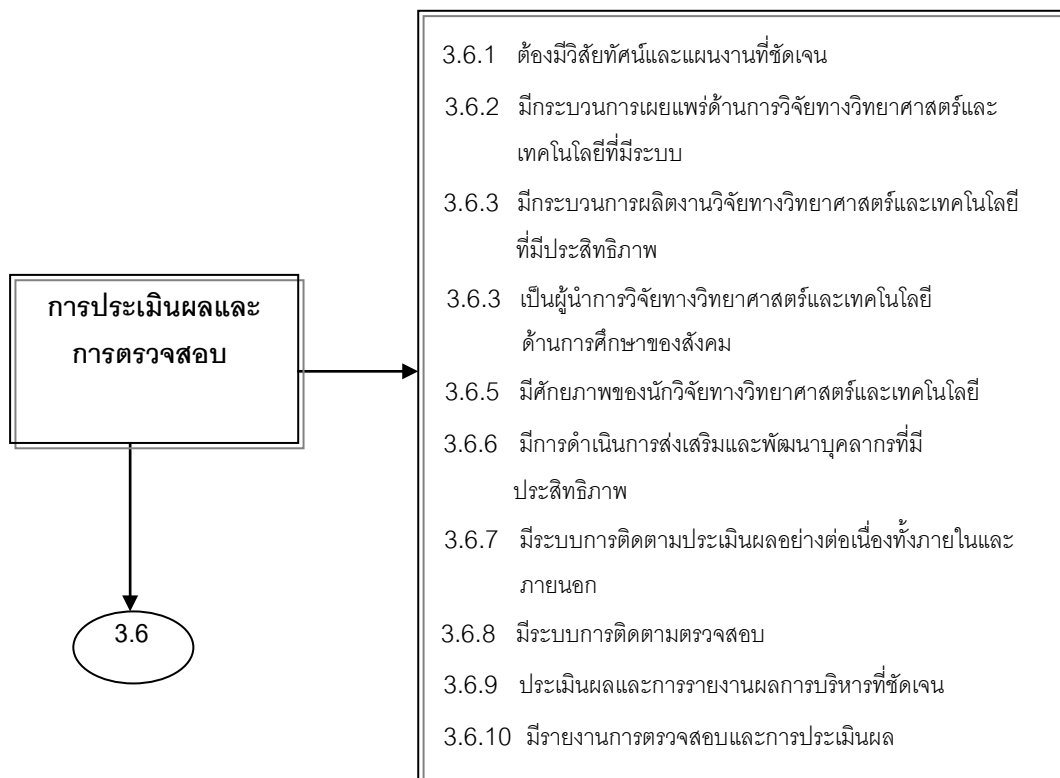 การประเมินผลและ
การตรวจสอบ
3.6
3.6.1 ต้องมีวิสัยทัศน์และแผนงานที่ชัดเจน
3.6.2 มีกระบวนการเผยแพร่ด้านการวิจัยทางวิทยาศาสตร์และ
เทคโนโลยีที่มีระบบ
3.6.3 มีกระบวนการผลิตงานวิจัยทางวิทยาศาสตร์และเทคโนโลยี
ที่มีประสิทธิภาพ
3.6.3 เป็นผู้นำการวิจัยทางวิทยาศาสตร์และเทคโนโลยี
ด้านการศึกษาของสังคม
3.6.5 มีศักยภาพของนักวิจัยทางวิทยาศาสตร์และเทคโนโลยี
3.6.6 มีการดำเนินการส่งเสริมและพัฒนาบุคลากรที่มี
ประสิทธิภาพ
3.6.7 มีระบบการติดตามประเมินผลอย่างต่อเนื่องทั้งภายในและ
ภายนอก
3.6.8 มีระบบการติดตามตรวจสอบ
3.6.9 ประเมินผลและการรายงานผลการบริหารที่ชัดเจน
3.6.10 มีรายงานการตรวจสอบและการประเมินผล